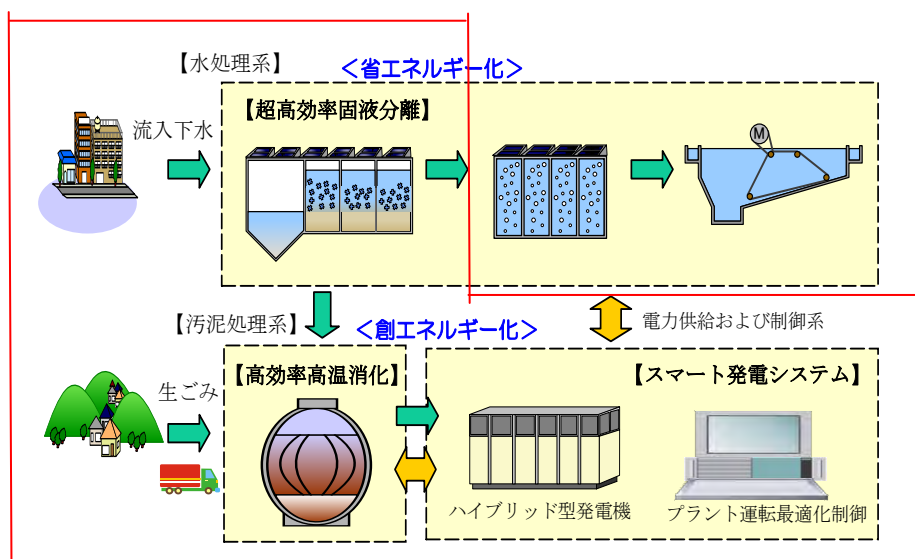 【水処理系】
<省エネルギー化>
【超高効率固液分離】
流入下水
M
【汚泥処理系】
<創エネルギー化>
電力供給および制御系
【高効率高温消化】
【スマート発電システム】
生ごみ
ハイブリッド型発電機
プラント運転最適化制御